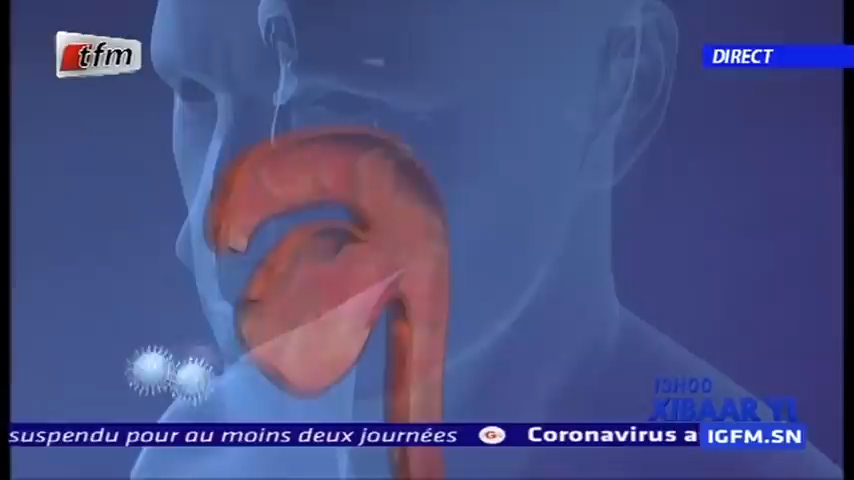 tfm
DIRECT
13H00
XIBAAR YI
suspendu pour au moins deux journées
Coronavirus a
IGFM.SN